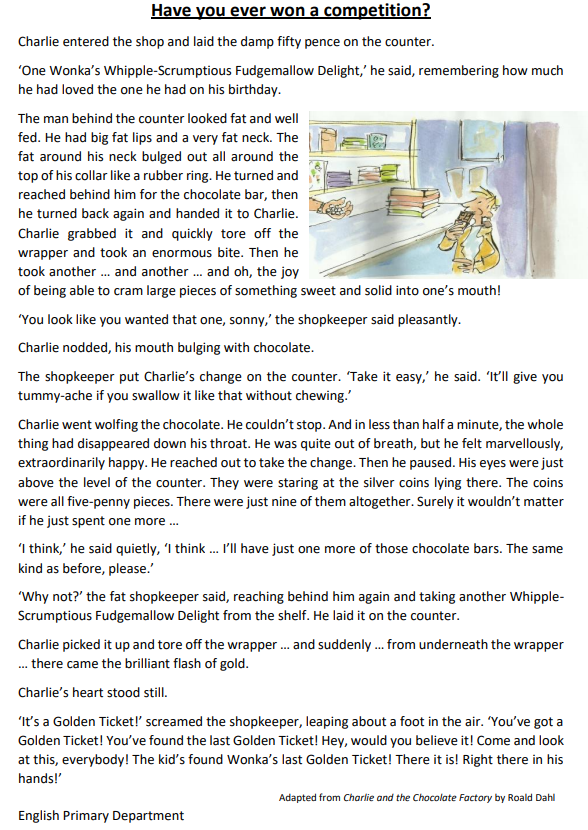 Have you ever won a competition?
Charlie entered the shop and laid the damp fifty pence on the counter.
‘One Wonka’s Whipple-Scrumptious Fudgemallow Delight,’ he said, remembering how much
he had loved the one he had on his birthday.
The man behind the counter looked fat and well
fed. He had big fat lips and a very fat neck. The
fat around his neck bulged out all around the
top of his collar like a rubber ring. He turned and
reached behind him for the chocolate bar, then
he turned back again and handed it to Charlie.
Charlie grabbed it and quickly tore off the
wrapper and took an enormous bite. Then he
took another … and another … and oh, the joy
of being able to cram large pieces of something sweet and solid into one’s mouth!
‘You look like you wanted that one, sonny,’ the shopkeeper said pleasantly.
Charlie nodded, his mouth bulging with chocolate.
The shopkeeper put Charlie’s change on the counter. ‘Take it easy,’ he said. ‘It’ll give you
tummy-ache if you swallow it like that without chewing.’
Charlie went wolfing the chocolate. He couldn’t stop. And in less than half a minute, the whole
thing had disappeared down his throat. He was quite out of breath, but he felt marvellously,
extraordinarily happy. He reached out to take the change. Then he paused. His eyes were just
above the level of the counter. They were staring at the silver coins lying there. The coins
were all five-penny pieces. There were just nine of them altogether. Surely it wouldn’t matter
if he just spent one more …
‘I think,’ he said quietly, ‘I think … I’ll have just one more of those chocolate bars. The same
kind as before, please.’
‘Why not?’ the fat shopkeeper said, reaching behind him again and taking another Whipple-
Scrumptious Fudgemallow Delight from the shelf. He laid it on the counter.
Charlie picked it up and tore off the wrapper … and suddenly … from underneath the wrapper
… there came the brilliant flash of gold.
Charlie’s heart stood still.
‘It’s a Golden Ticket!’ screamed the shopkeeper, leaping about a foot in the air. ‘You’ve got a
Golden Ticket! You’ve found the last Golden Ticket! Hey, would you believe it! Come and look
at this, everybody! The kid’s found Wonka’s last Golden Ticket! There it is! Right there in his
hands!’
Adapted from Charlie and the Chocolate Factory by Roald Dahl
English Primary Department